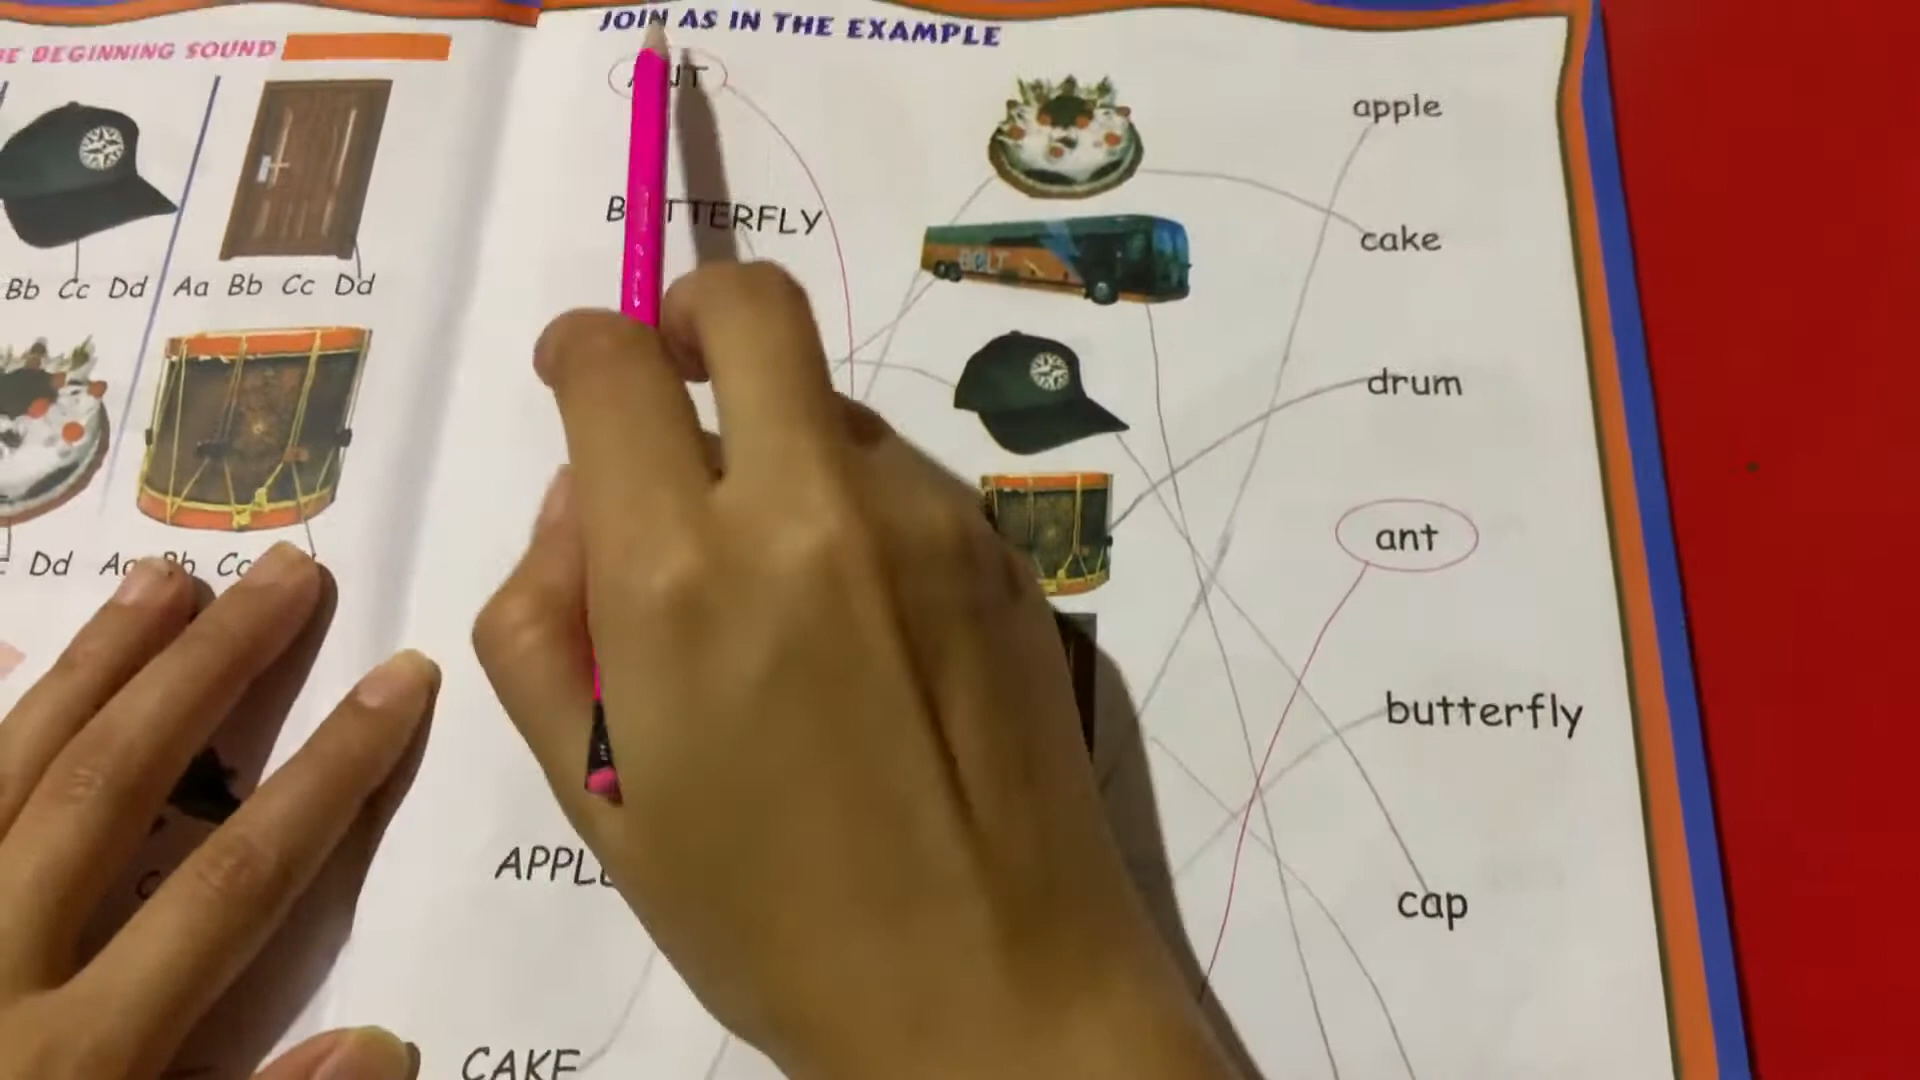 BEGINNING SOUND
Bb Cc Dd
Aa Bb Cc Dd
Dd
JOIN AS IN THE EXAMPLE
BOLT
CAKE
apple
cake
drum
ant
butterfly
cap